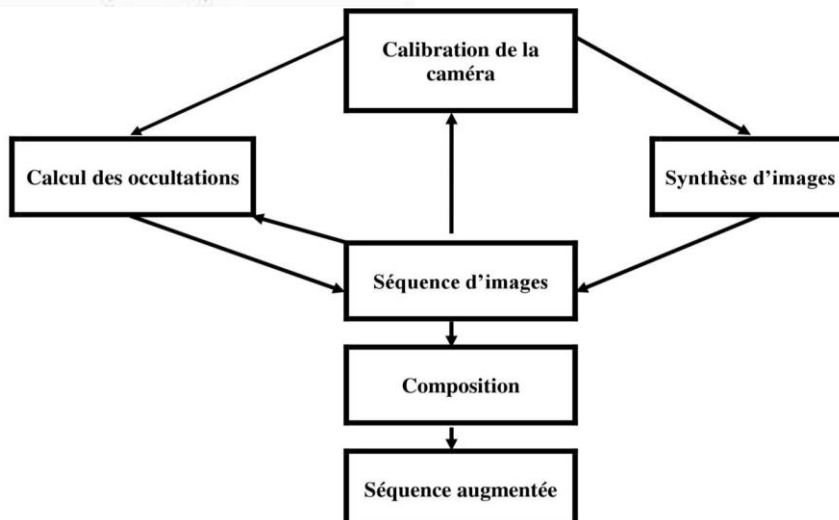 Calibration de la
caméra
Calcul des occultations
Synthèse d'images
Séquence d'images
Composition
Séquence augmentée